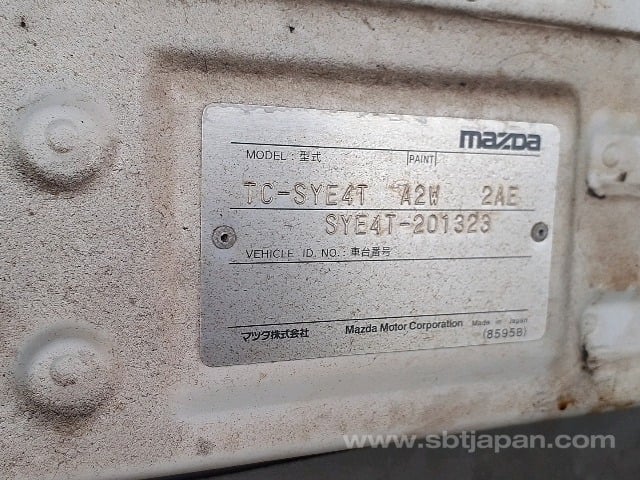 mazda
MODEL : 型式 PAINT
TC-SYE4T A2W 2AE
SYE4T-201323
VEHICLE ID. NO. : 車台番号
マツダ株式会社 Mazda Motor Corporation Made in Japan
(8595B)
www.sbtjapan.com